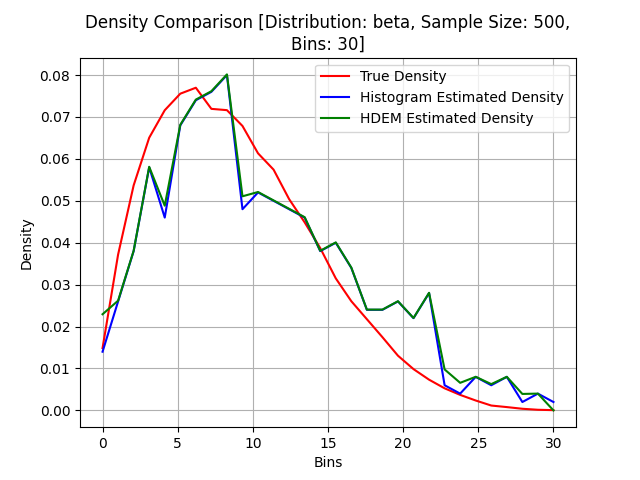 Density Comparison [Distribution: beta, Sample Size: 500,
Bins: 30]
True Density
Histogram Estimated Density
HDEM Estimated Density
Density
0.08
0.07
0.06
0.05
0.04
0.03
0.02
0.01
0.00
0 5 10 15 20 25 30
Bins